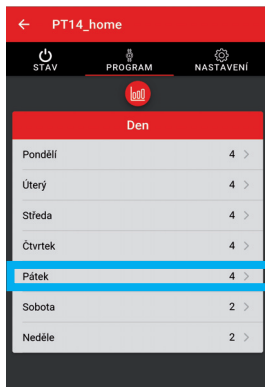 PT14_home
STAV PROGRAM NASTAVENÍ
Den
Pondělí 4
Úterý 4
Středa 4
Čtvrtek 4
Pátek 4
Sobota 2
Neděle 2